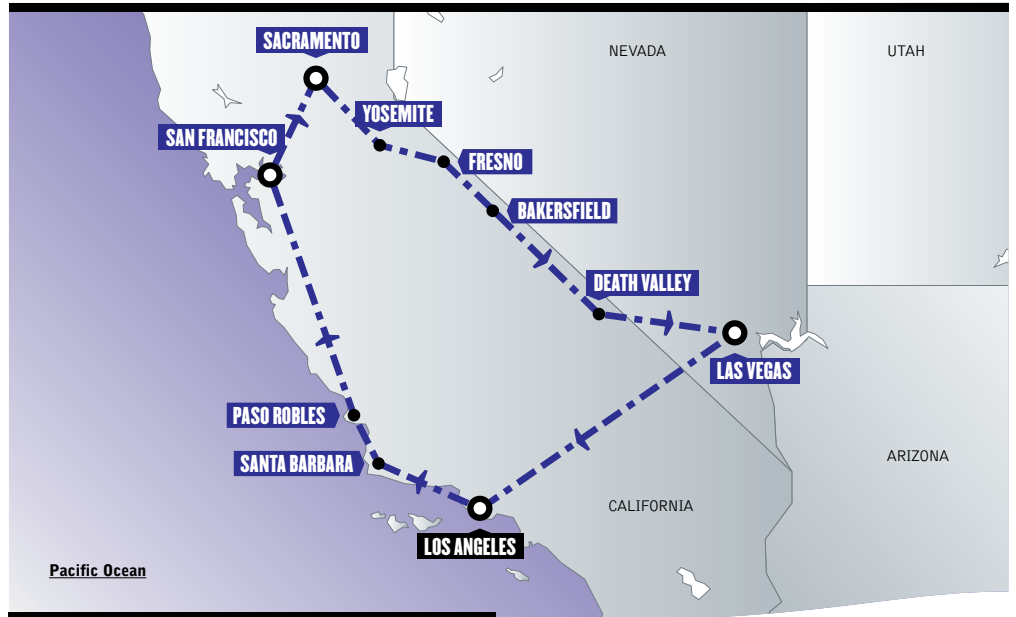 SACRAMENTO
NEVADA
UTAH
YOSEMITE
SAN FRANCISCO
FRESNO
BAKERSFIELD
DEATH VALLEY
LAS VEGAS
PASO ROBLES
SANTA BARBARA
ARIZONA
CALIFORNIA
LOS ANGELES
Pacific Ocean